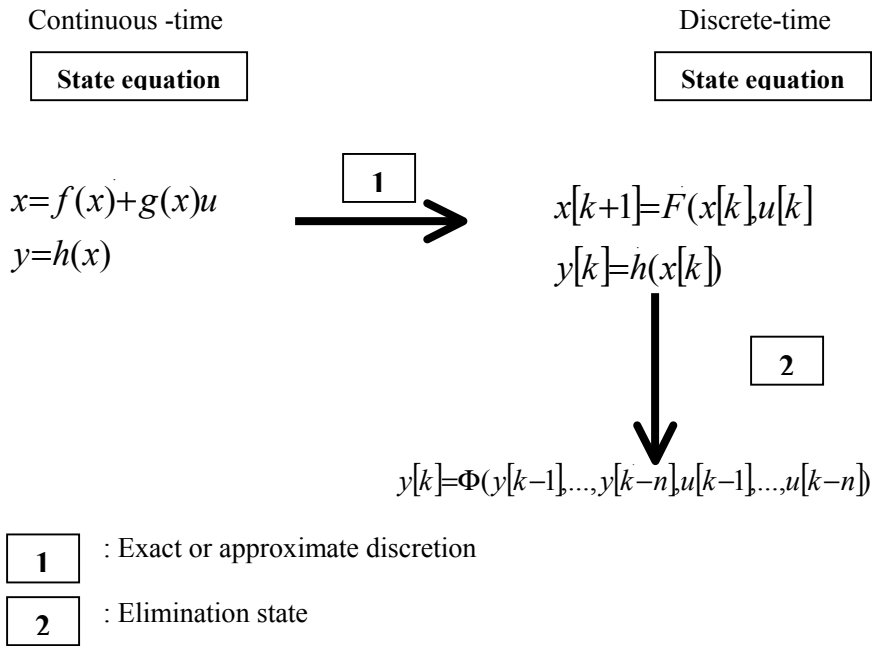 Continuous -time
Discrete-time
State equation
State equation
1
x=f(x)+g(x)u
y=h(x)
x[k+1]=F(x[k],u[k]
y[k]=h(x[k])
2
y[k]=Φ(y[k−1],...,y[k−n],u[k−1],...,u[k−n])
1 : Exact or approximate discretion
2 : Elimination state